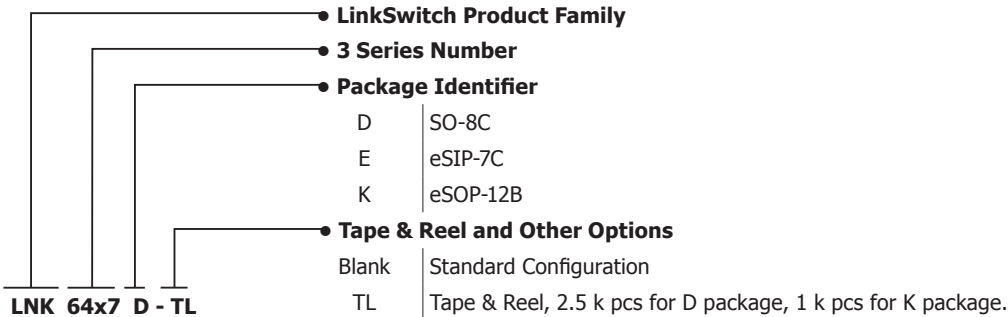 LinkSwitch Product Family
3 Series Number
Package Identifier
D SO-8C
E eSIP-7C
K eSOP-12B
Tape & Reel and Other Options
Blank Standard Configuration
TL Tape & Reel, 2.5 k pcs for D package, 1 k pcs for K package.
LNK 64x7 D - TL